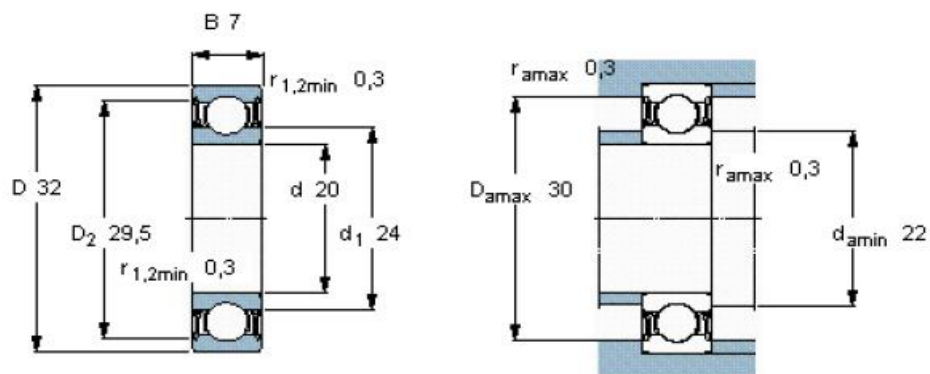 B 7
r1,2min 0,3
D 32
D2 29,5
d 20
d1 24
r1,2min 0,3
ramax 0,3
Damax 30
ramax 0,3
damin 22